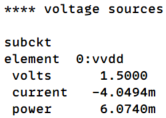 **** voltage sources
subckt
element 0:vvdd
volts 1.5000
current -4.0494m
power 6.0740m